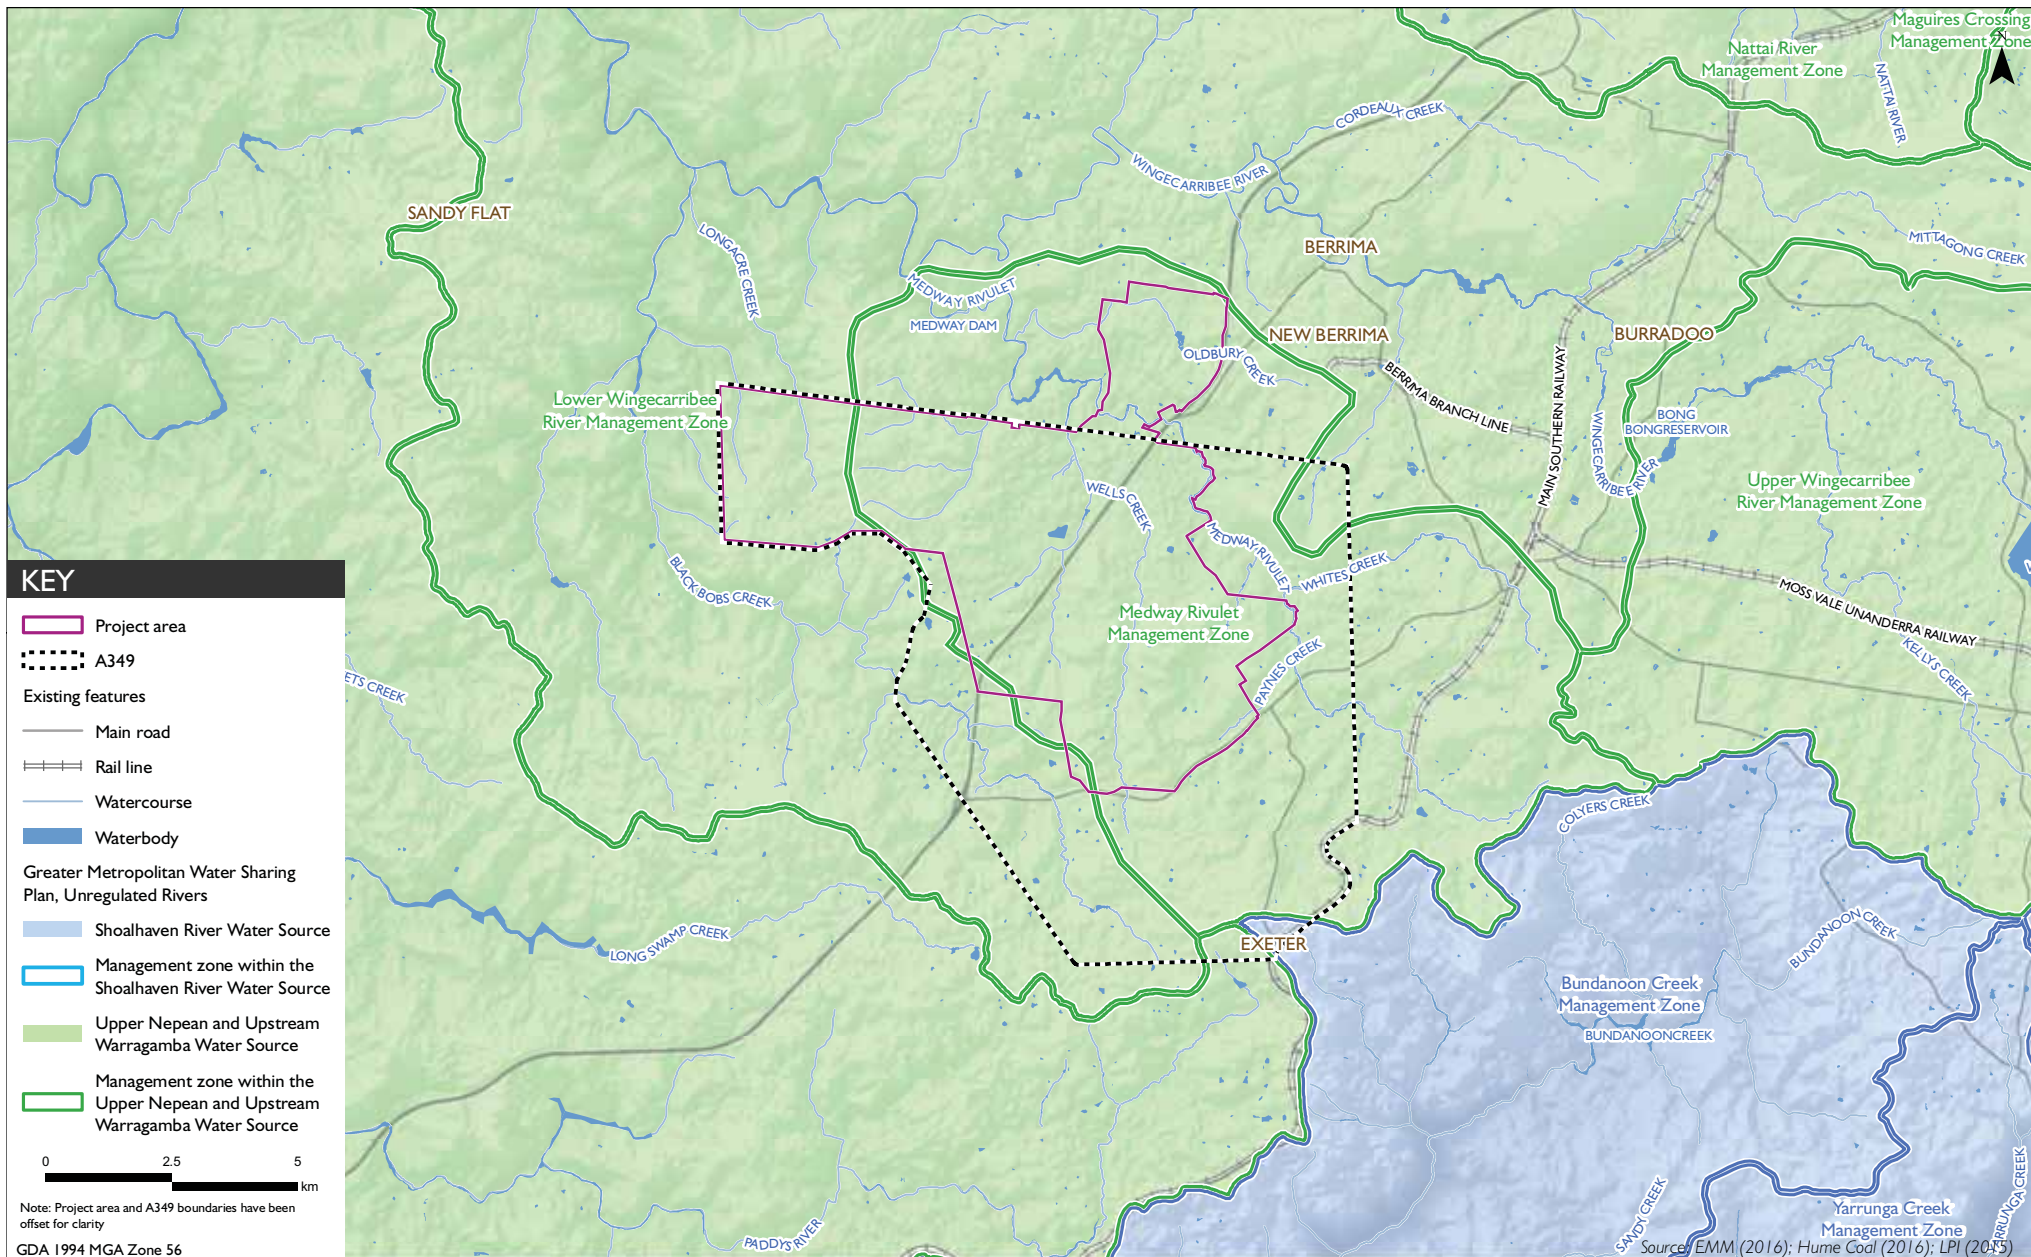 Maguires Crossing
Management Zone
N
Nattai River
Management Zone
NATTAI RIVER
CORDEAUX CREEK
WINGECARRIBEE RIVER
SANDY FLAT
LONGACRE CREEK
BERRIMA
MITTAGONG CREEK
MEDWAY RIVULET
MEDWAY DAM
OLDBURY CREEK
NEW BERRIMA
BURRADOO
BERRIMA BRANCH LINE
MAIN SOUTHERN RAILWAY
WINGECARRIBEE RIVER
BONG
BONGRESERVOIR
Lower Wingecarribee
River Management Zone
WELLS CREEK
MEDWAY RIVULET
WHITES CREEK
Upper Wingecarribee
River Management Zone
BLACK BOBS CREEK
Medway Rivulet
Management Zone
MOSS VALE UNANDERRA RAILWAY
KELLYS CREEK
PAYNES CREEK
ETS CREEK
COLYERS CREEK
LONG SWAMP CREEK
EXETER
BUNDANOON CREEK
Bundanoon Creek
Management Zone
BUNDANOONCREEK
SANDY CREEK
YARRUNGA CREEK
Yarrunga Creek
Management Zone
PADDYS RIVER
KEY
Project area
A349
Existing features
Main road
Rail line
Watercourse
Waterbody
Greater Metropolitan Water Sharing
Plan, Unregulated Rivers
Shoalhaven River Water Source
Management zone within the
Shoalhaven River Water Source
Upper Nepean and Upstream
Warragamba Water Source
Management zone within the
Upper Nepean and Upstream
Warragamba Water Source
0 2.5 5
km
Note: Project area and A349 boundaries have been
offset for clarity
GDA 1994 MGA Zone 56
Source: EMM (2016); Hume Coal (2016); LPI (2015)